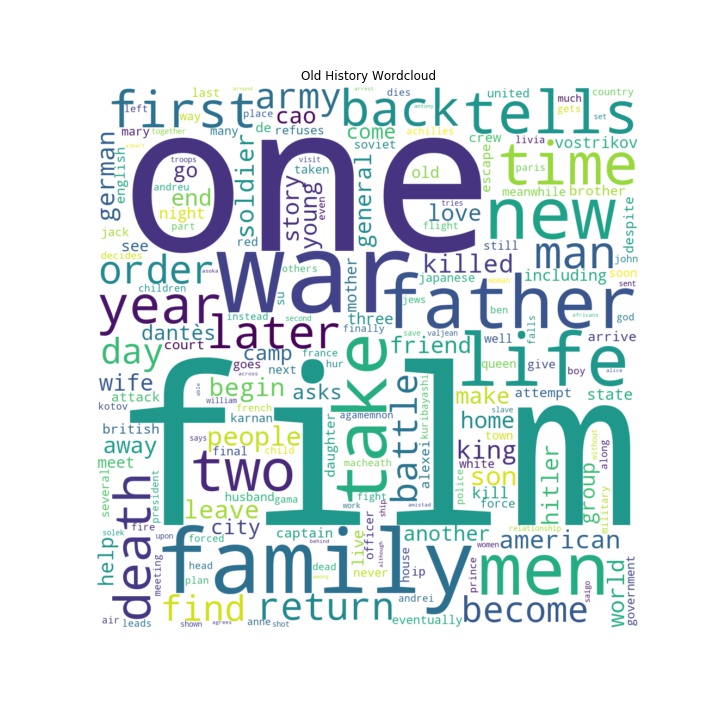 Old History Wordcloud
left around last way dies united much gets country arrest
first army back tells
place cao antony set
mary together many de refuses come crew achilles livia vostrikov
german english one soldier troops visit soviet escape paris time
go andreu taken story young even general old meanwhile brother
end night part tries love flight new despite
jack see red still man john
decides court
order asoka others mother killed japanese including soon sent
children su jews father woman africans god
year war instead second three ben well falls arrive
day dantès later finally save valjean friend life
court camp france goes next hur queen give boy alice
wife across begin asks take battle kuribayashi make attempt state
attack able william
kotov french karnan agamemnon alexei home slave town
british says people daughter king without along
away final child macheath white hitler group
meet two police son
several president husband gama fight kill force military
death leave work ship amistad relationship
solek fire city captain officer another american
upon forced behind although women
help meeting family head dead live house ip men prince world government
plan wrong never saigo
find return andrei become
air leads shown agrees anne shot eventually
film